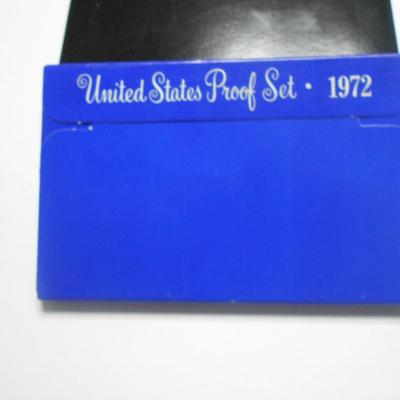 United States Proof Set · 1972